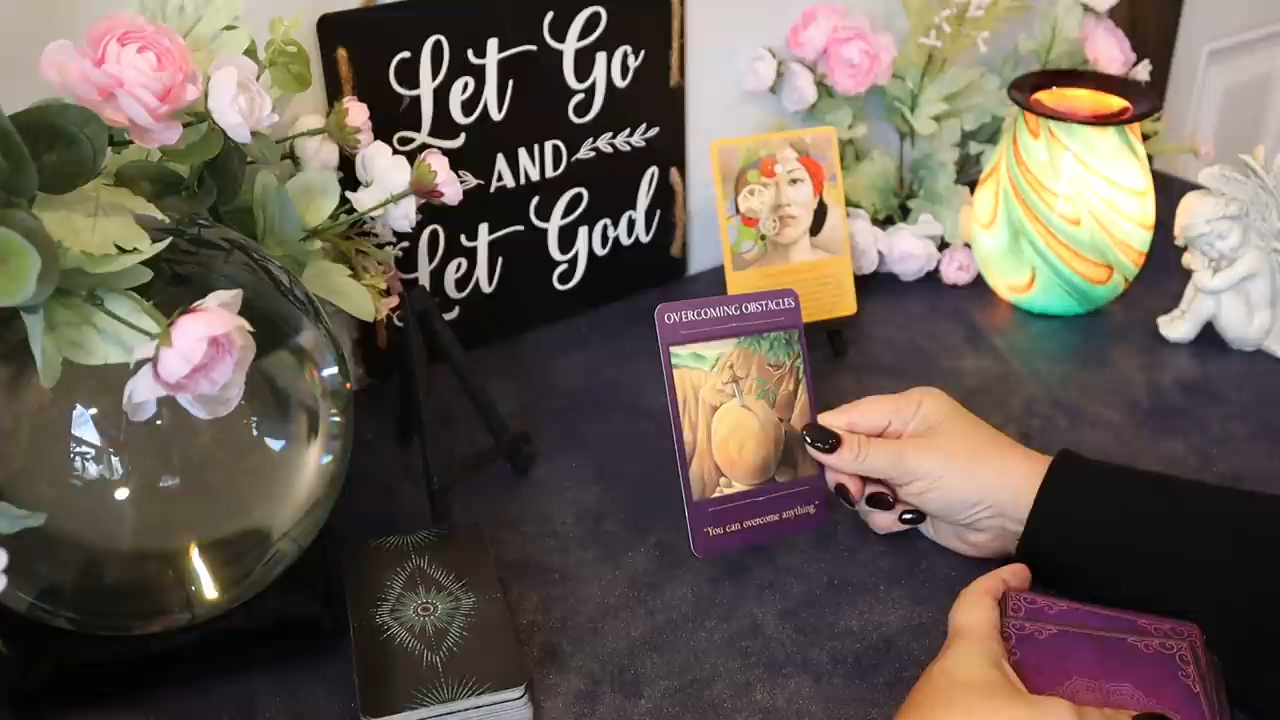 Let Go
AND
Let God
OVERCOMING OBSTACLES
"You can overcome anything."